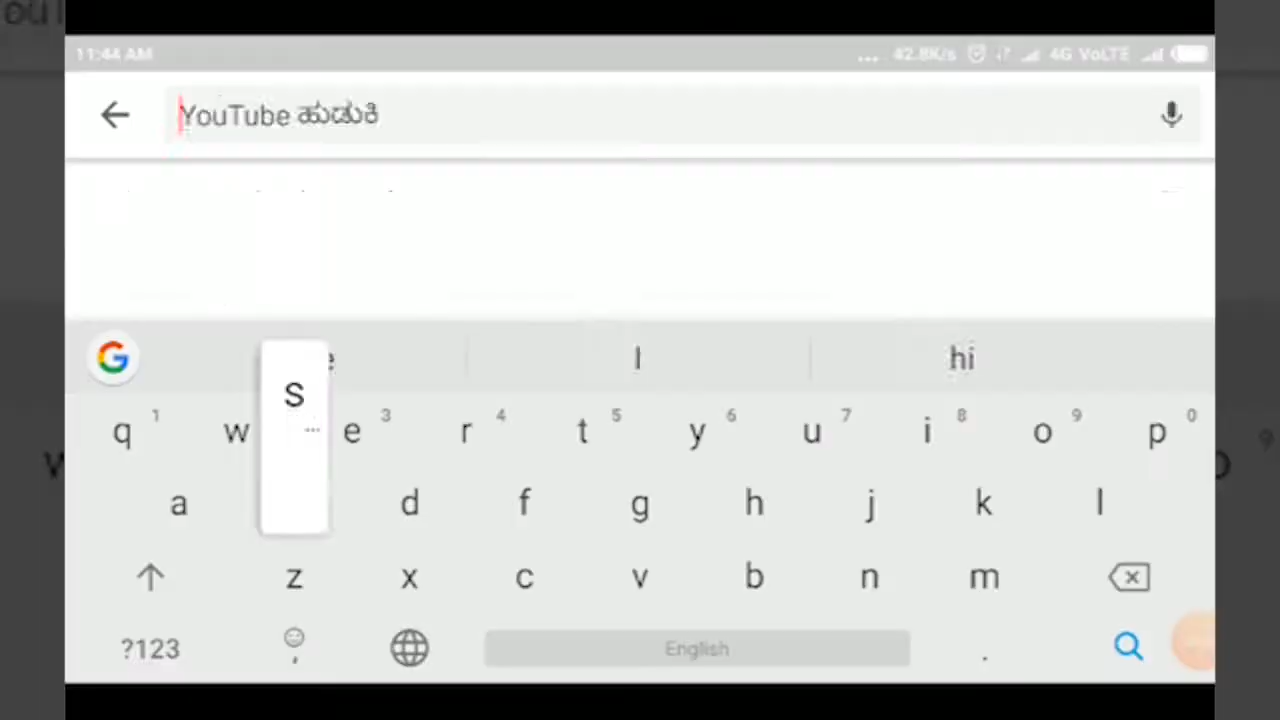 11:44 AM ... 42.8K/s 4G VoLTE
YouTube ಹುಡುಕಿ
I hi
q 1 w e 3 r 4 t 5 y 6 u 7 i 8 o 9 p 0
S
a d f g h j k l
z x c v b n m
?123 , English .